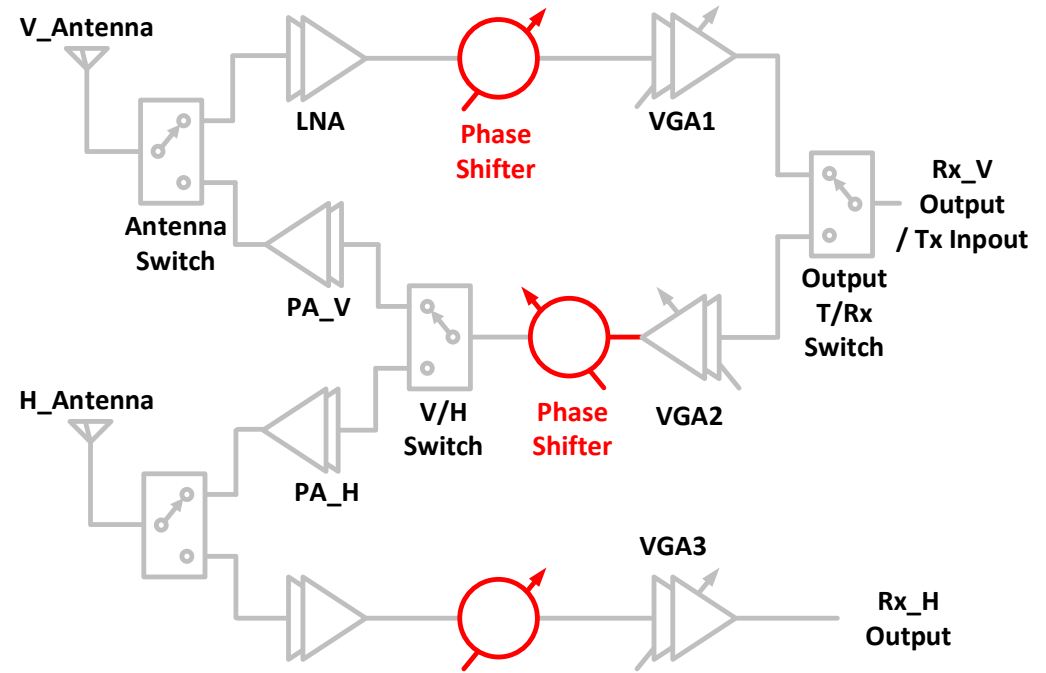 V_Antenna
LNA
Phase
Shifter
VGA1
Antenna
Switch
Rx_V
Output
/ Tx Inpout
Output
T/Rx
Switch
PA_V
V/H
Switch
Phase
Shifter
VGA2
H_Antenna
PA_H
VGA3
Rx_H
Output